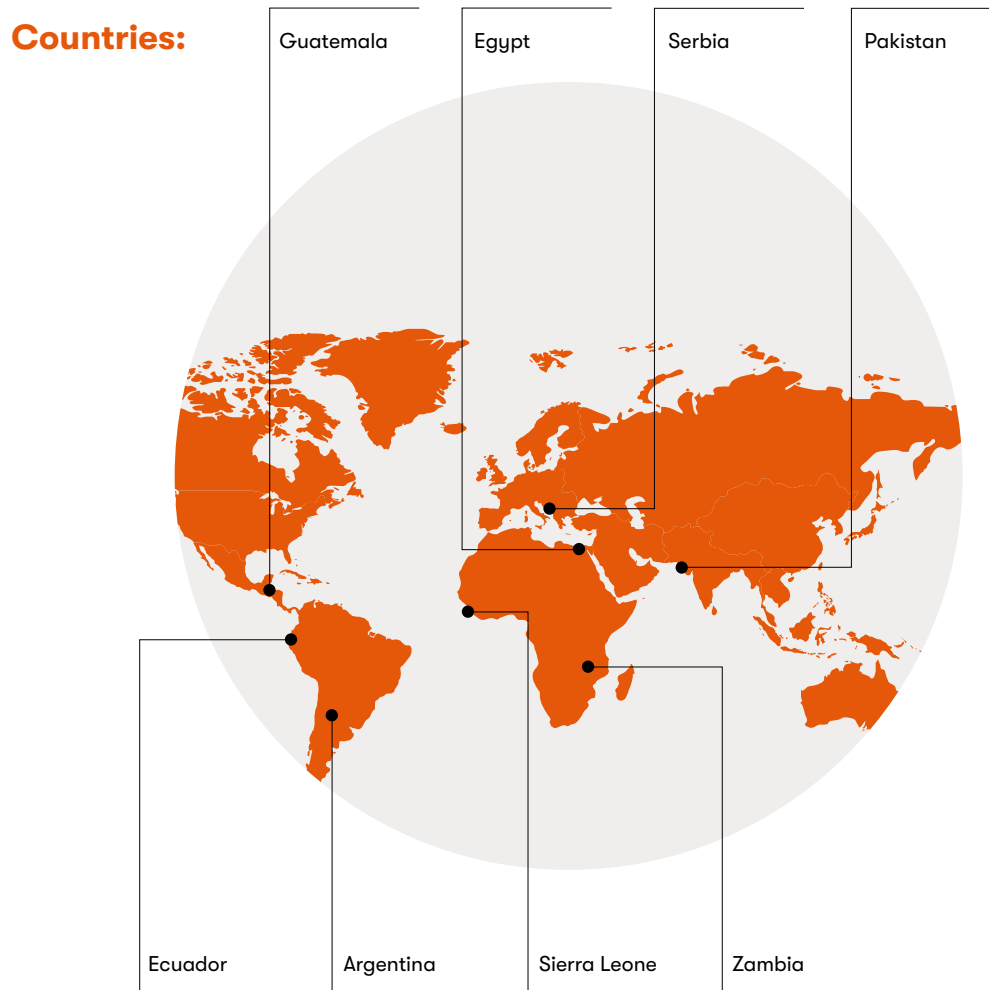 Countries:
Guatemala
Egypt
Serbia
Pakistan
Ecuador
Argentina
Sierra Leone
Zambia